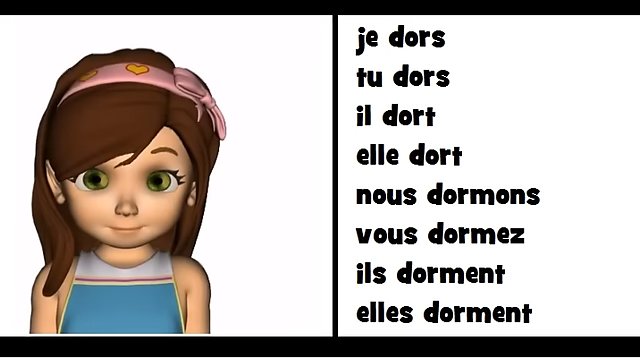 je dors
tu dors
il dort
elle dort
nous dormons
vous dormez
ils dorment
elles dorment